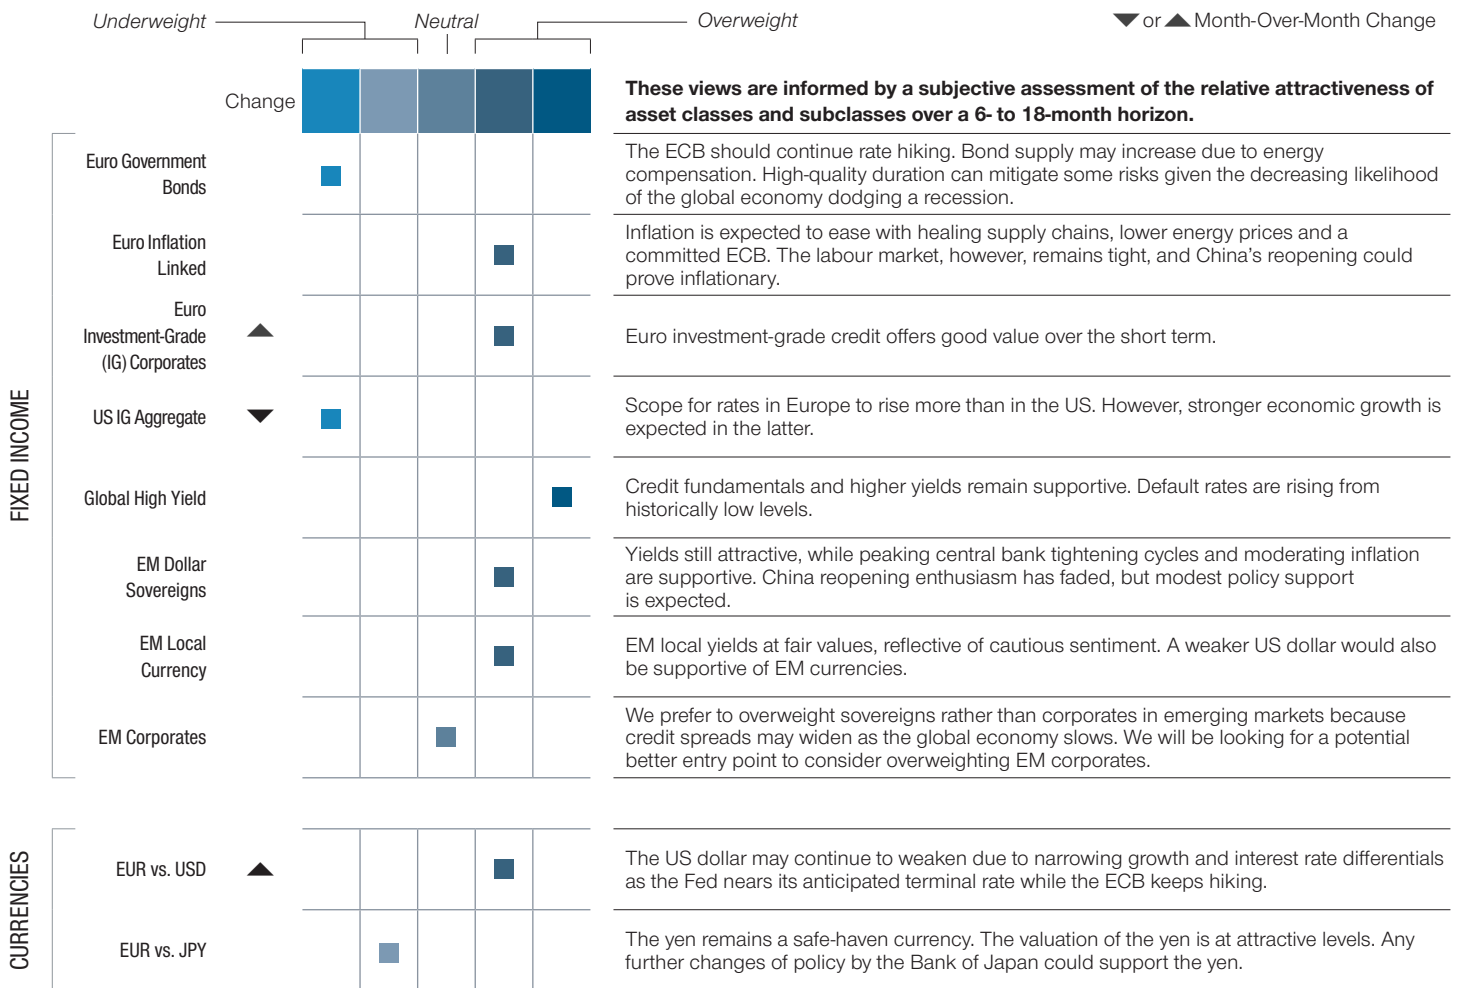 Underweight
Neutral
Overweight
or
Month-Over-Month Change
Change
These views are informed by a subjective assessment of the relative attractiveness of
asset classes and subclasses over a 6- to 18-month horizon.
FIXED INCOME
Euro Government
Bonds
The ECB should continue rate hiking. Bond supply may increase due to energy
compensation. High-quality duration can mitigate some risks given the decreasing likelihood
of the global economy dodging a recession.
Euro Inflation
Linked
Inflation is expected to ease with healing supply chains, lower energy prices and a
committed ECB. The labour market, however, remains tight, and China's reopening could
prove inflationary.
Euro
Investment-Grade
(IG) Corporates
Euro investment-grade credit offers good value over the short term.
US IG Aggregate
Scope for rates in Europe to rise more than in the US. However, stronger economic growth is
expected in the latter.
Global High Yield
Credit fundamentals and higher yields remain supportive. Default rates are rising from
historically low levels.
EM Dollar
Sovereigns
Yields still attractive, while peaking central bank tightening cycles and moderating inflation
are supportive. China reopening enthusiasm has faded, but modest policy support
is expected.
EM Local
Currency
EM local yields at fair values, reflective of cautious sentiment. A weaker US dollar would also
be supportive of EM currencies.
EM Corporates
We prefer to overweight sovereigns rather than corporates in emerging markets because
credit spreads may widen as the global economy slows. We will be looking for a potential
better entry point to consider overweighting EM corporates.
CURRENCIES
EUR vs. USD
The US dollar may continue to weaken due to narrowing growth and interest rate differentials
as the Fed nears its anticipated terminal rate while the ECB keeps hiking.
EUR vs. JPY
The yen remains a safe-haven currency. The valuation of the yen is at attractive levels. Any
further changes of policy by the Bank of Japan could support the yen.